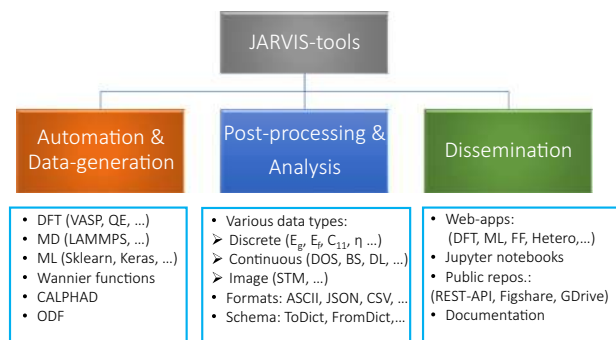 JARVIS-tools
Automation &
Data-generation
• DFT (VASP, QE, ...)
• MD (LAMMPS, ...)
• ML (Sklearn, Keras, ...)
• Wannier functions
• CALPHAD
• ODF
Post-processing &
Analysis
• Various data types:
➢ Discrete (Eg, Ef, C11, η ...)
➢ Continuous (DOS, BS, DL, ...)
➢ Image (STM, ...)
• Formats: ASCII, JSON, CSV, ...
• Schema: ToDict, FromDict,...
Dissemination
• Web-apps:
(DFT, ML, FF, Hetero,...)
• Jupyter notebooks
• Public repos.:
(REST-API, Figshare, GDrive)
• Documentation